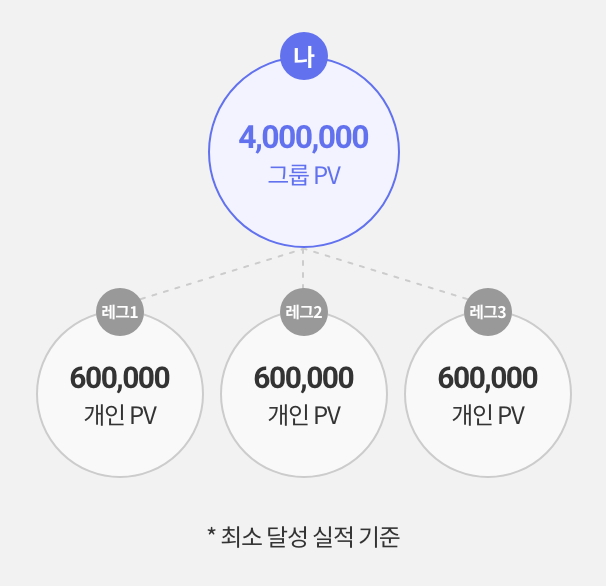 나
4,000,000
그룹 PV
레그1 레그2 레그3
600,000 600,000 600,000
개인 PV 개인 PV 개인 PV
* 최소 달성 실적 기준